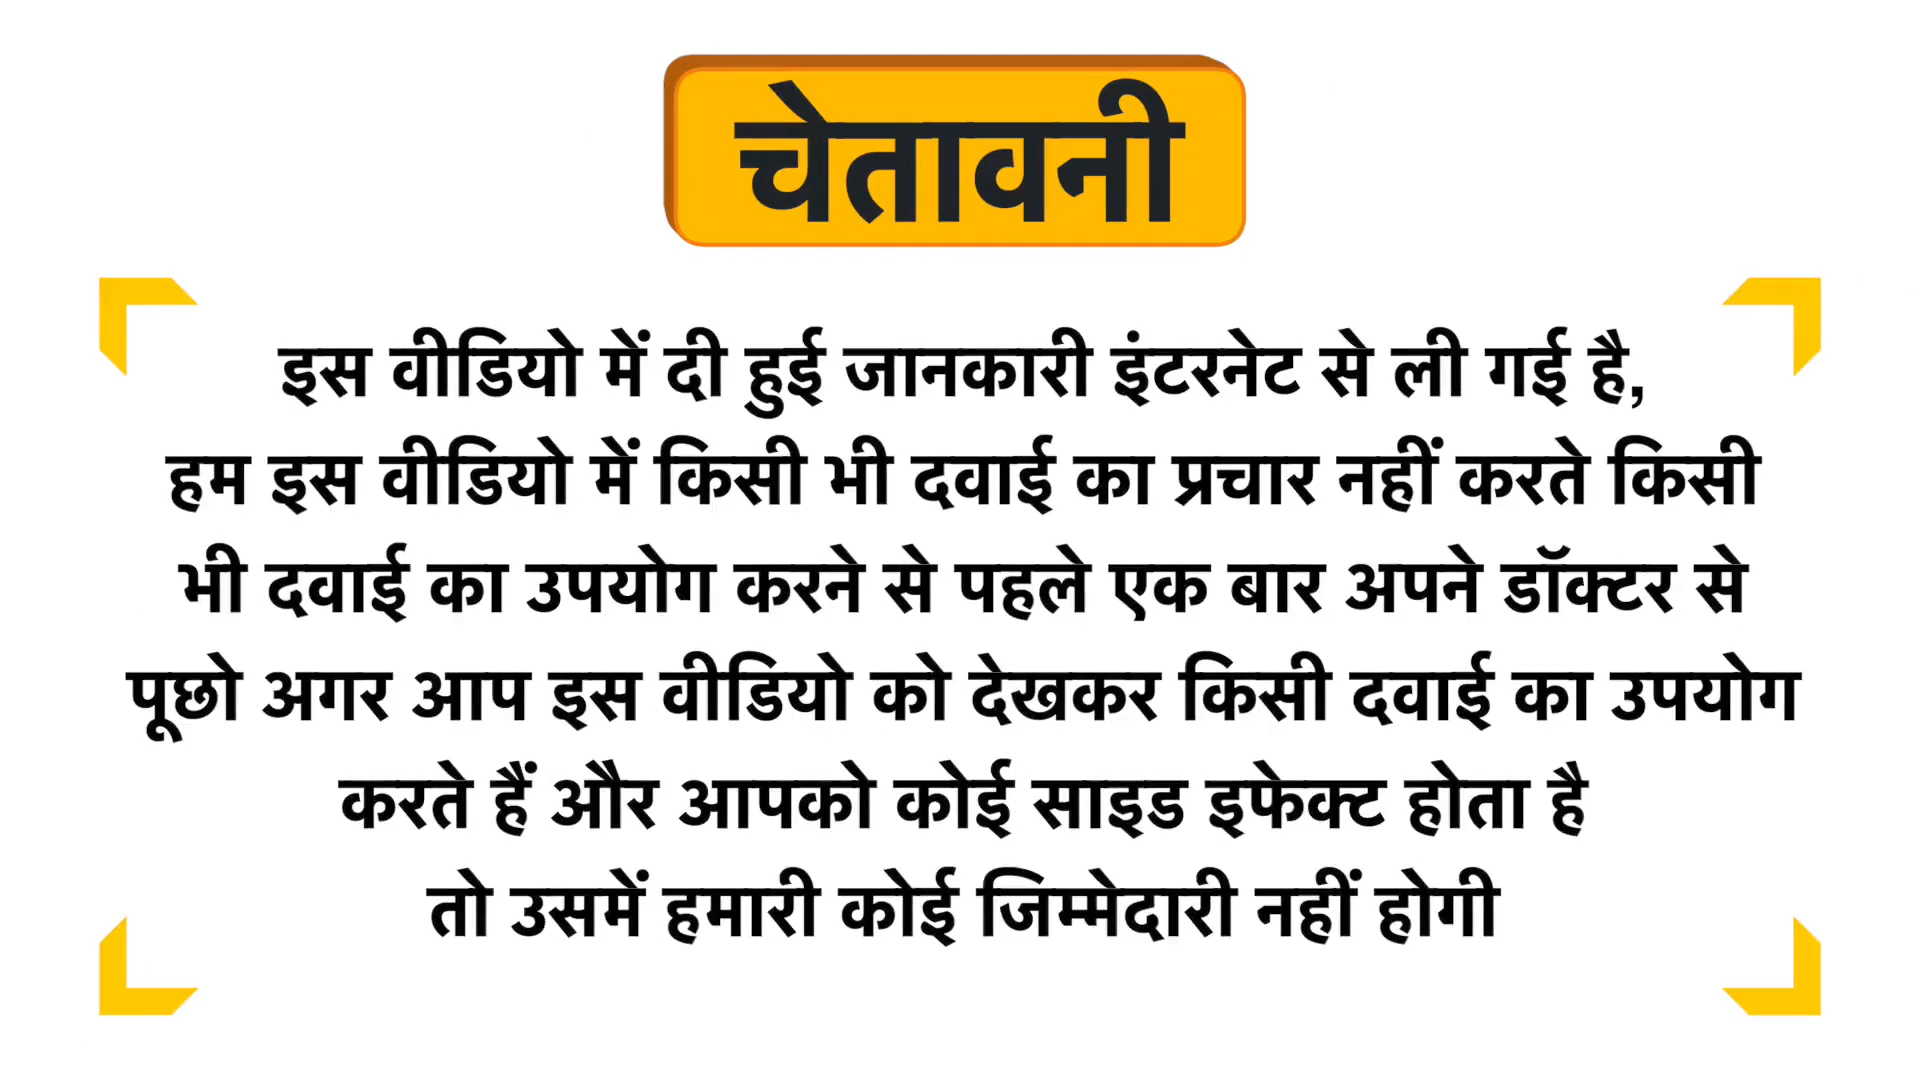 चेतावनी
इस वीडियो में दी हुई जानकारी इंटरनेट से ली गई है,
हम इस वीडियो में किसी भी दवाई का प्रचार नहीं करते किसी
भी दवाई का उपयोग करने से पहले एक बार अपने डॉक्टर से
पूछो अगर आप इस वीडियो को देखकर किसी दवाई का उपयोग
करते हैं और आपको कोई साइड इफेक्ट होता है
तो उसमें हमारी कोई जिम्मेदारी नहीं होगी